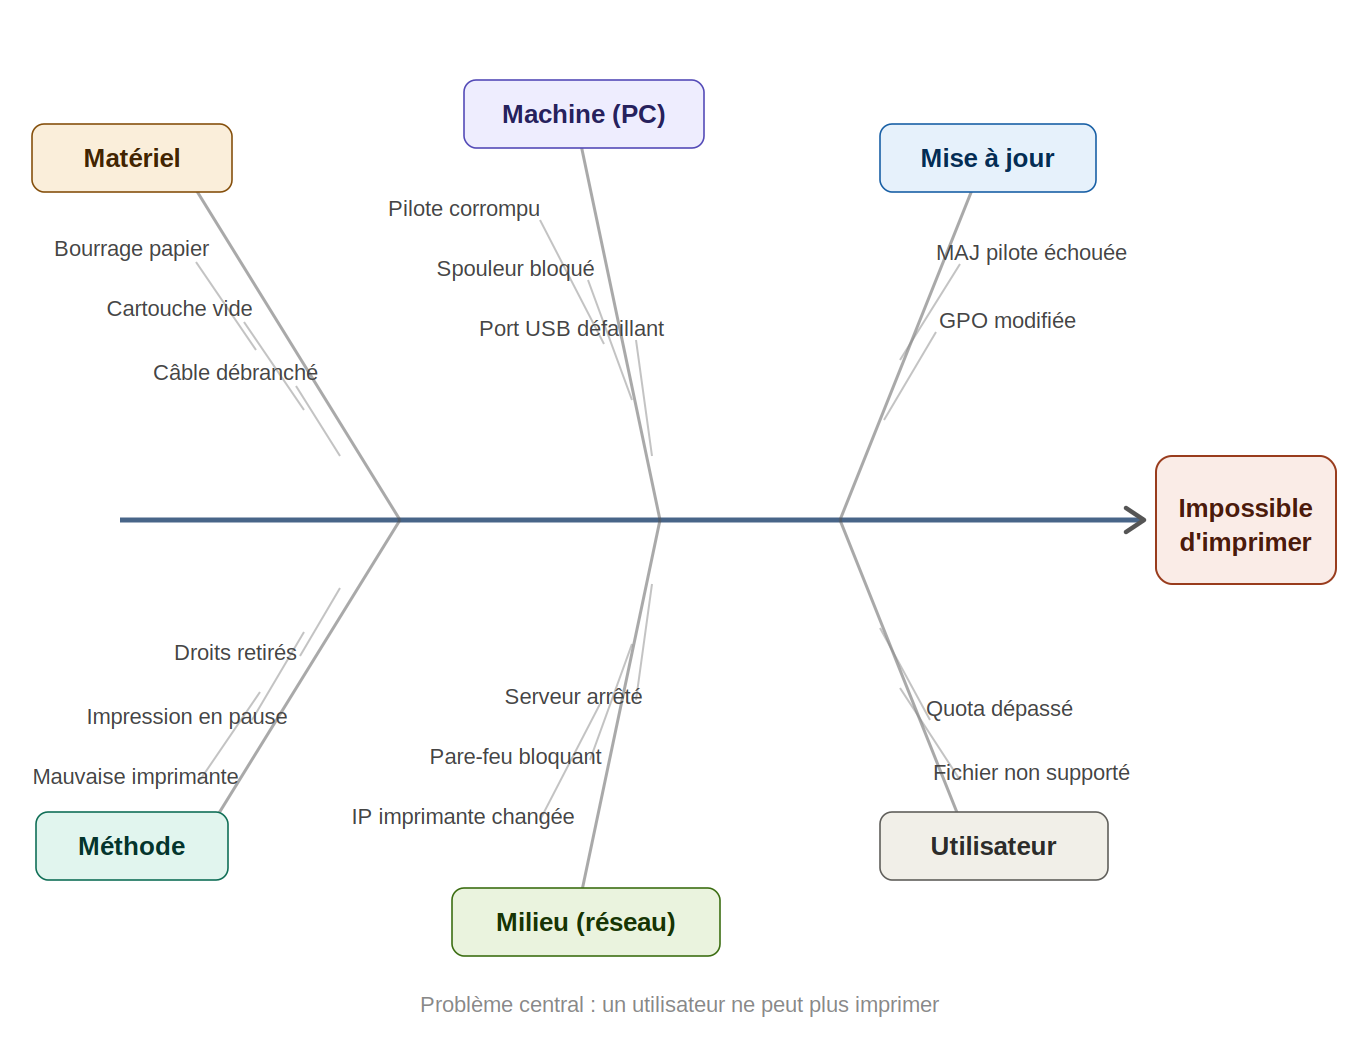 Machine (PC)
Matériel
Mise à jour
Pilote corrompu
Spouleur bloqué
Port USB défaillant
Bourrage papier
Cartouche vide
Câble débranché
MAJ pilote échouée
GPO modifiée
Impossible
d'imprimer
Droits retirés
Impression en pause
Mauvaise imprimante
Méthode
Serveur arrêté
Pare-feu bloquant
IP imprimante changée
Milieu (réseau)
Quota dépassé
Fichier non supporté
Utilisateur
Problème central : un utilisateur ne peut plus imprimer